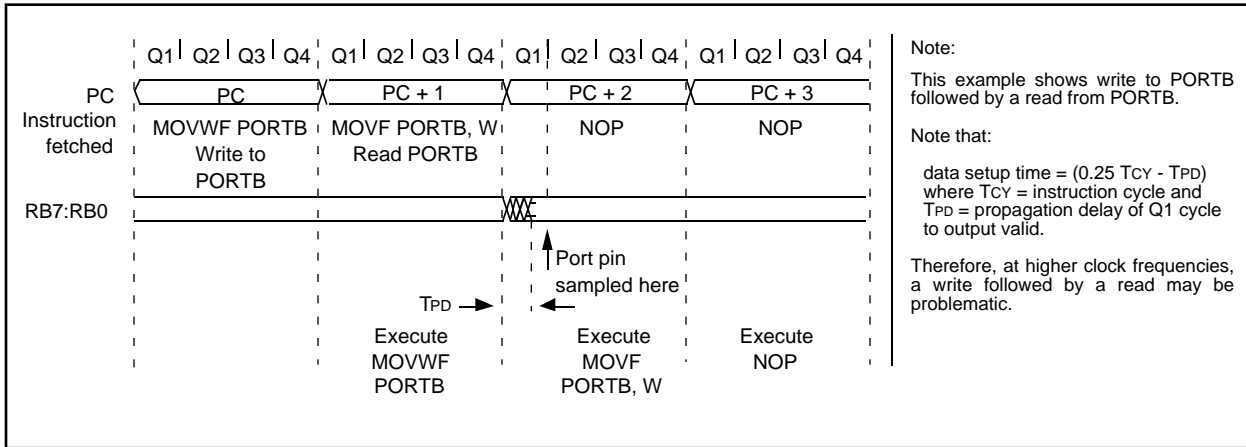 Q1 Q2 Q3 Q4 Q1 Q2 Q3 Q4 Q1 Q2 Q3 Q4 Q1 Q2 Q3 Q4
PC PC PC + 1 PC + 2 PC + 3
Instruction
fetched
MOVWF PORTB
Write to
PORTB
MOVF PORTB, W
Read PORTB
NOP
NOP
RB7:RB0
Port pin
sampled here
TPD
Execute
MOVWF
PORTB
Execute
MOVF
PORTB, W
Execute
NOP
Note:
This example shows write to PORTB
followed by a read from PORTB.
Note that:
data setup time = (0.25 TCY - TPD)
where TCY = instruction cycle and
TPD = propagation delay of Q1 cycle
to output valid.
Therefore, at higher clock frequencies,
a write followed by a read may be
problematic.